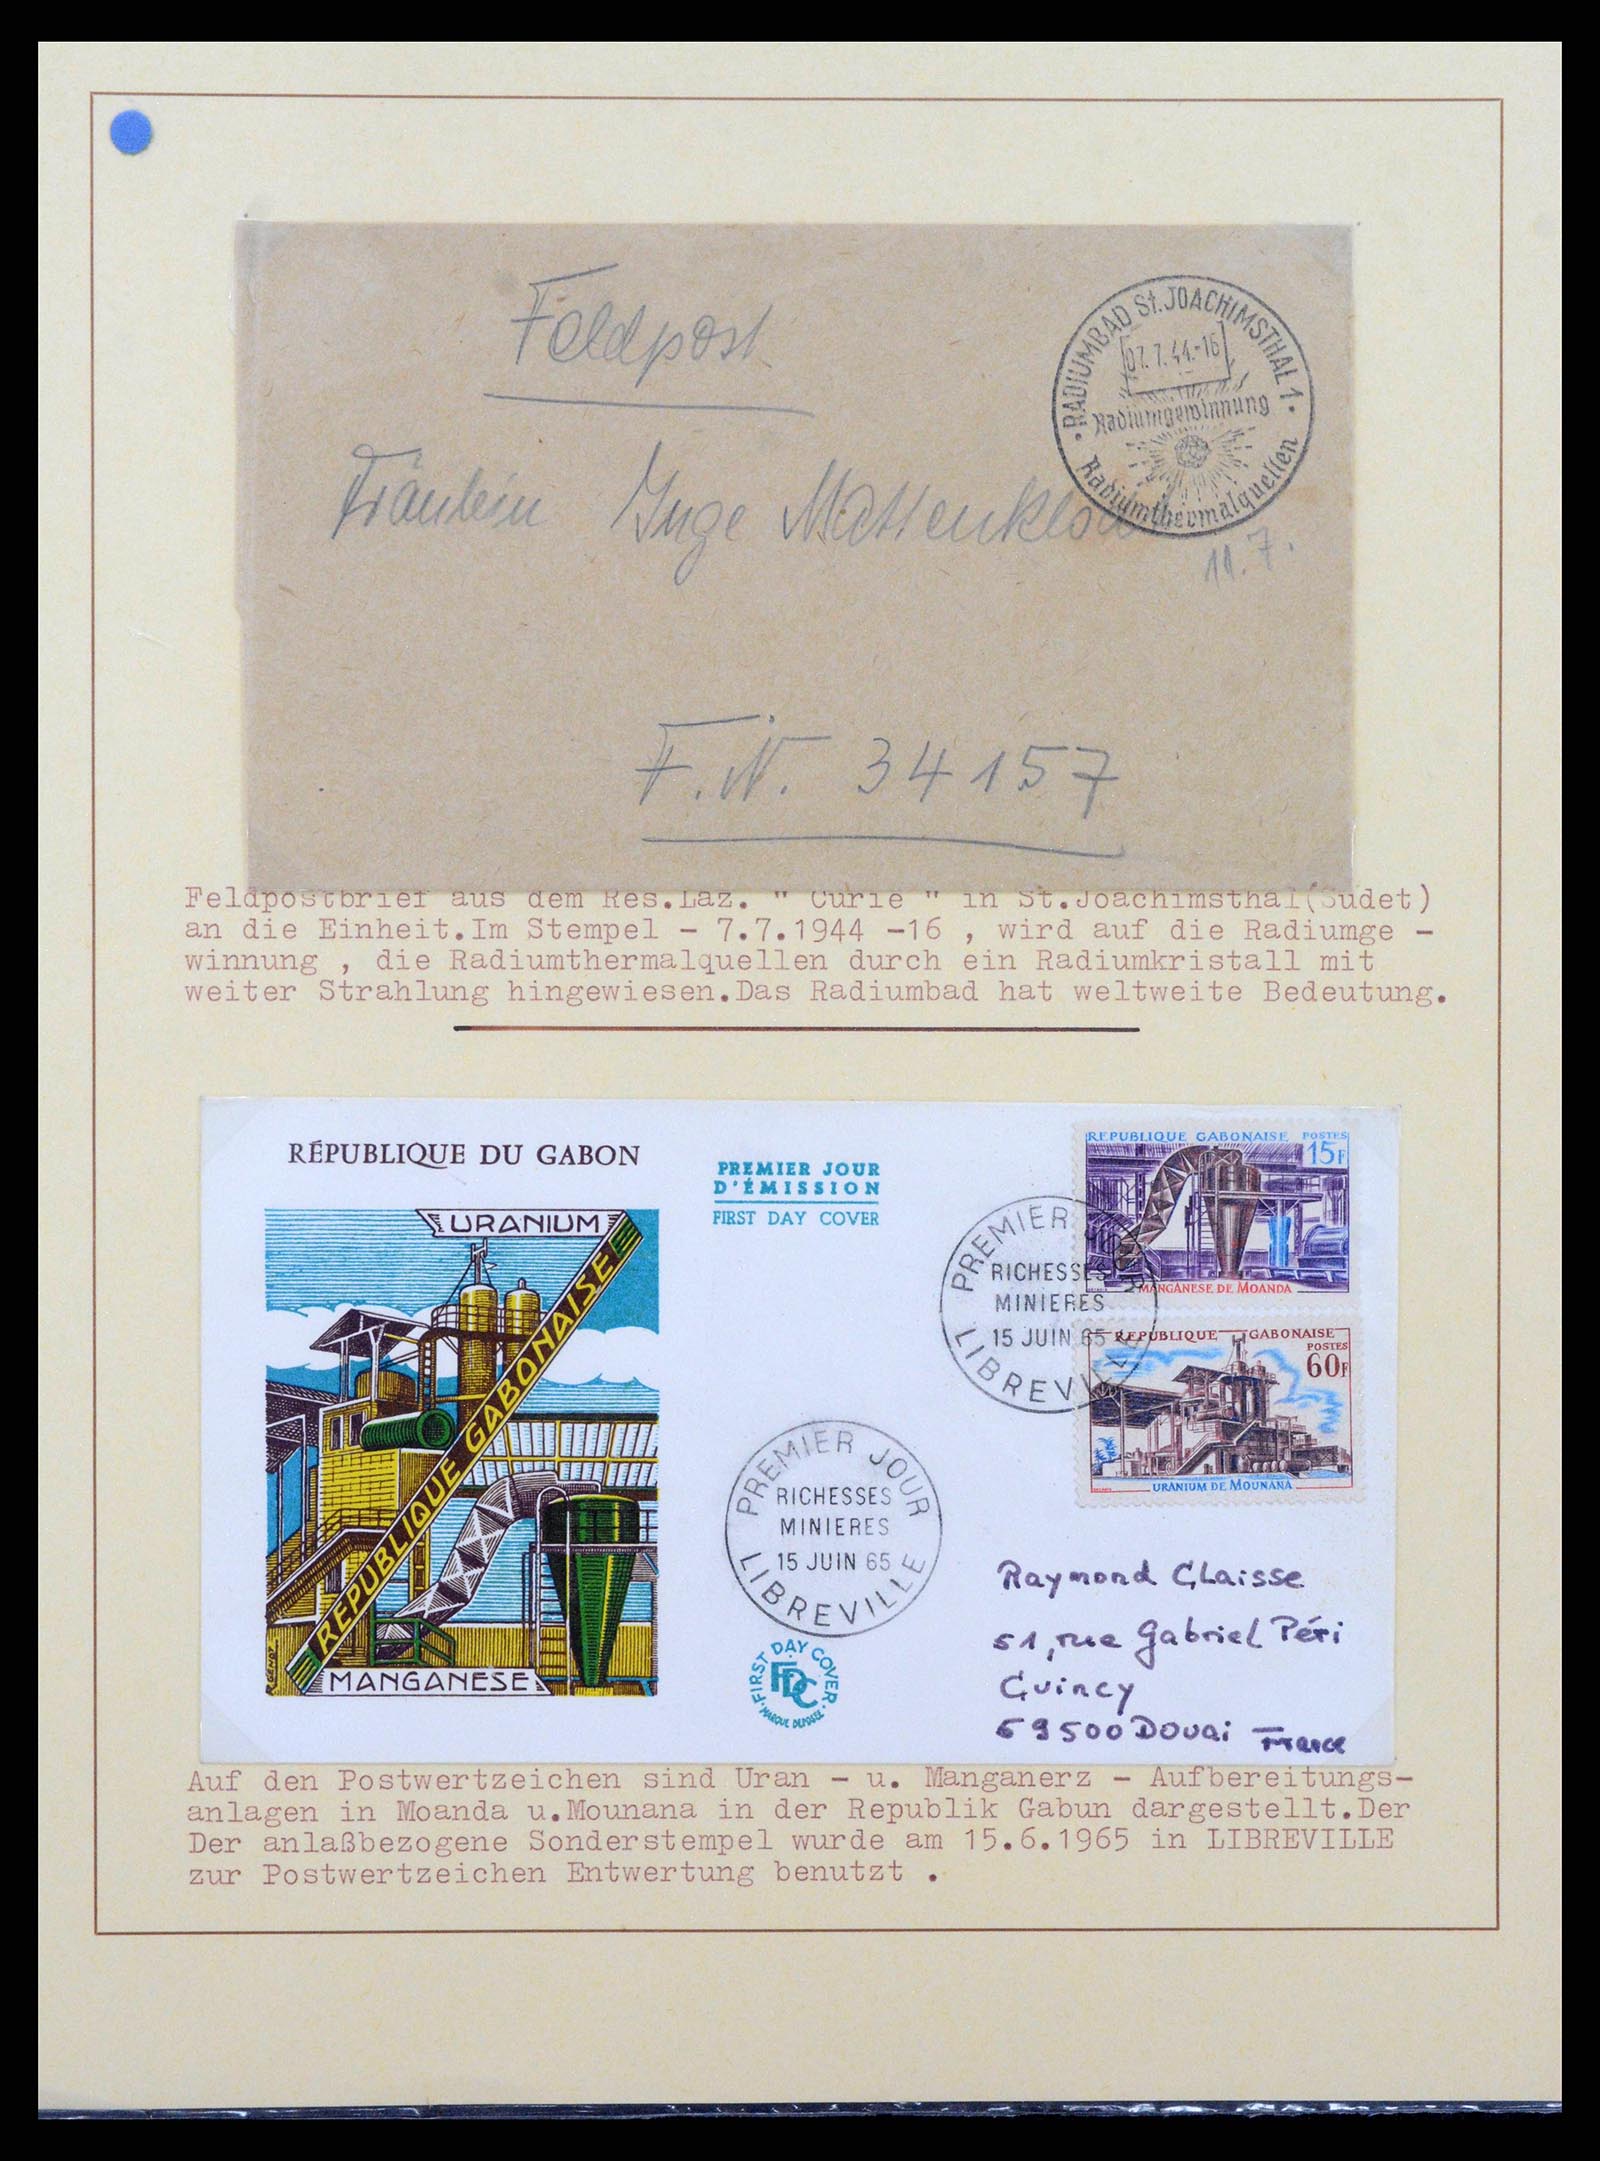 Feldpost
RADIUMBAD St. JOACHIMSTHAL 1
07.7.44.-16
Radiumgewinnung
Radiumthermalquellen
Fräulein Inge
11.7.
F.N. 34157
Feldpostbrief aus dem Res.Laz. " Curie " in St.Joachimsthal(Sudet)
an die Einheit.Im Stempel - 7.7.1944 -16 , wird auf die Radiumge -
winnung , die Radiumthermalquellen durch ein Radiumkristall mit
weiter Strahlung hingewiesen.Das Radiumbad hat weltweite Bedeutung.
RÉPUBLIQUE DU GABON
PREMIER JOUR
D'ÉMISSION
FIRST DAY COVER
URANIUM
RÉPUBLIQUE GABONAISE
MANGANESE
R.GENDZ
REPUBLIQUE GABONAISE POSTES
15F
MANGANESE DE MOANDA
REPUBLIQUE GABONAISE
POSTES
60F
URANIUM DE MOUNANA
PREMIER JOUR
RICHESSES
MINIERES
15 JUIN 65
LIBREVILLE
PREMIER JOUR
RICHESSES
MINIERES
15 JUIN 65
LIBREVILLE
FIRST DAY COVER
FDC
MARQUE DEPOSEE
Raymond GLaisse
51, rue Gabriel Péri
Cuincy
59500 Douai France
Auf den Postwertzeichen sind Uran - u. Manganerz - Aufbereitungs-
anlagen in Moanda u.Mounana in der Republik Gabun dargestellt.Der
Der anlaßbezogene Sonderstempel wurde am 15.6.1965 in LIBREVILLE
zur Postwertzeichen Entwertung benutzt .